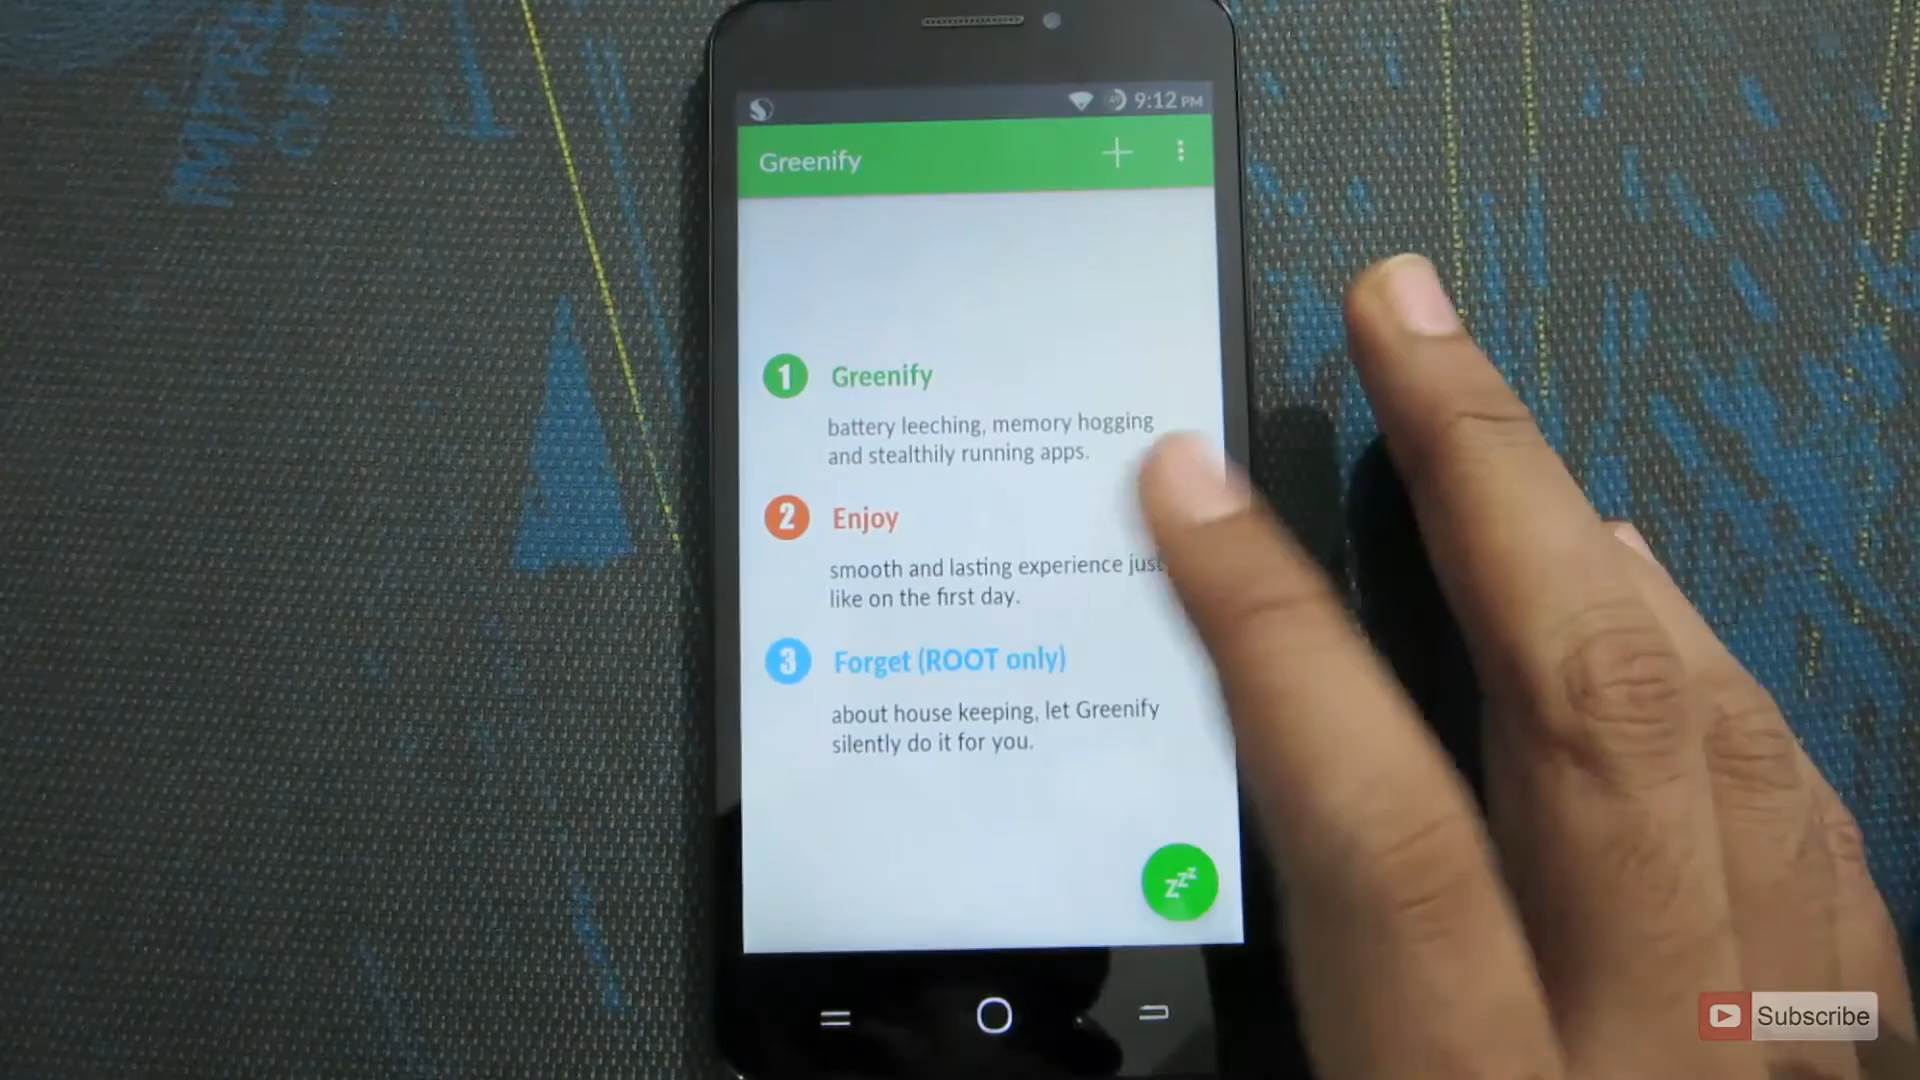 9:12 PM
Greenify
1 Greenify
battery leeching, memory hogging
and stealthily running apps.
2 Enjoy
smooth and lasting experience just
like on the first day.
3 Forget (ROOT only)
about house keeping, let Greenify
silently do it for you.
zzz
Subscribe